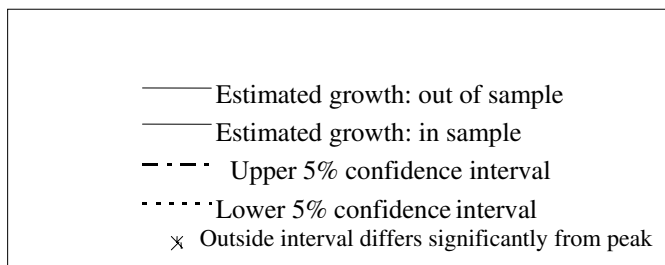 Estimated growth: out of sample
Estimated growth: in sample
Upper 5% confidence interval
Lower 5% confidence interval
Outside interval differs significantly from peak